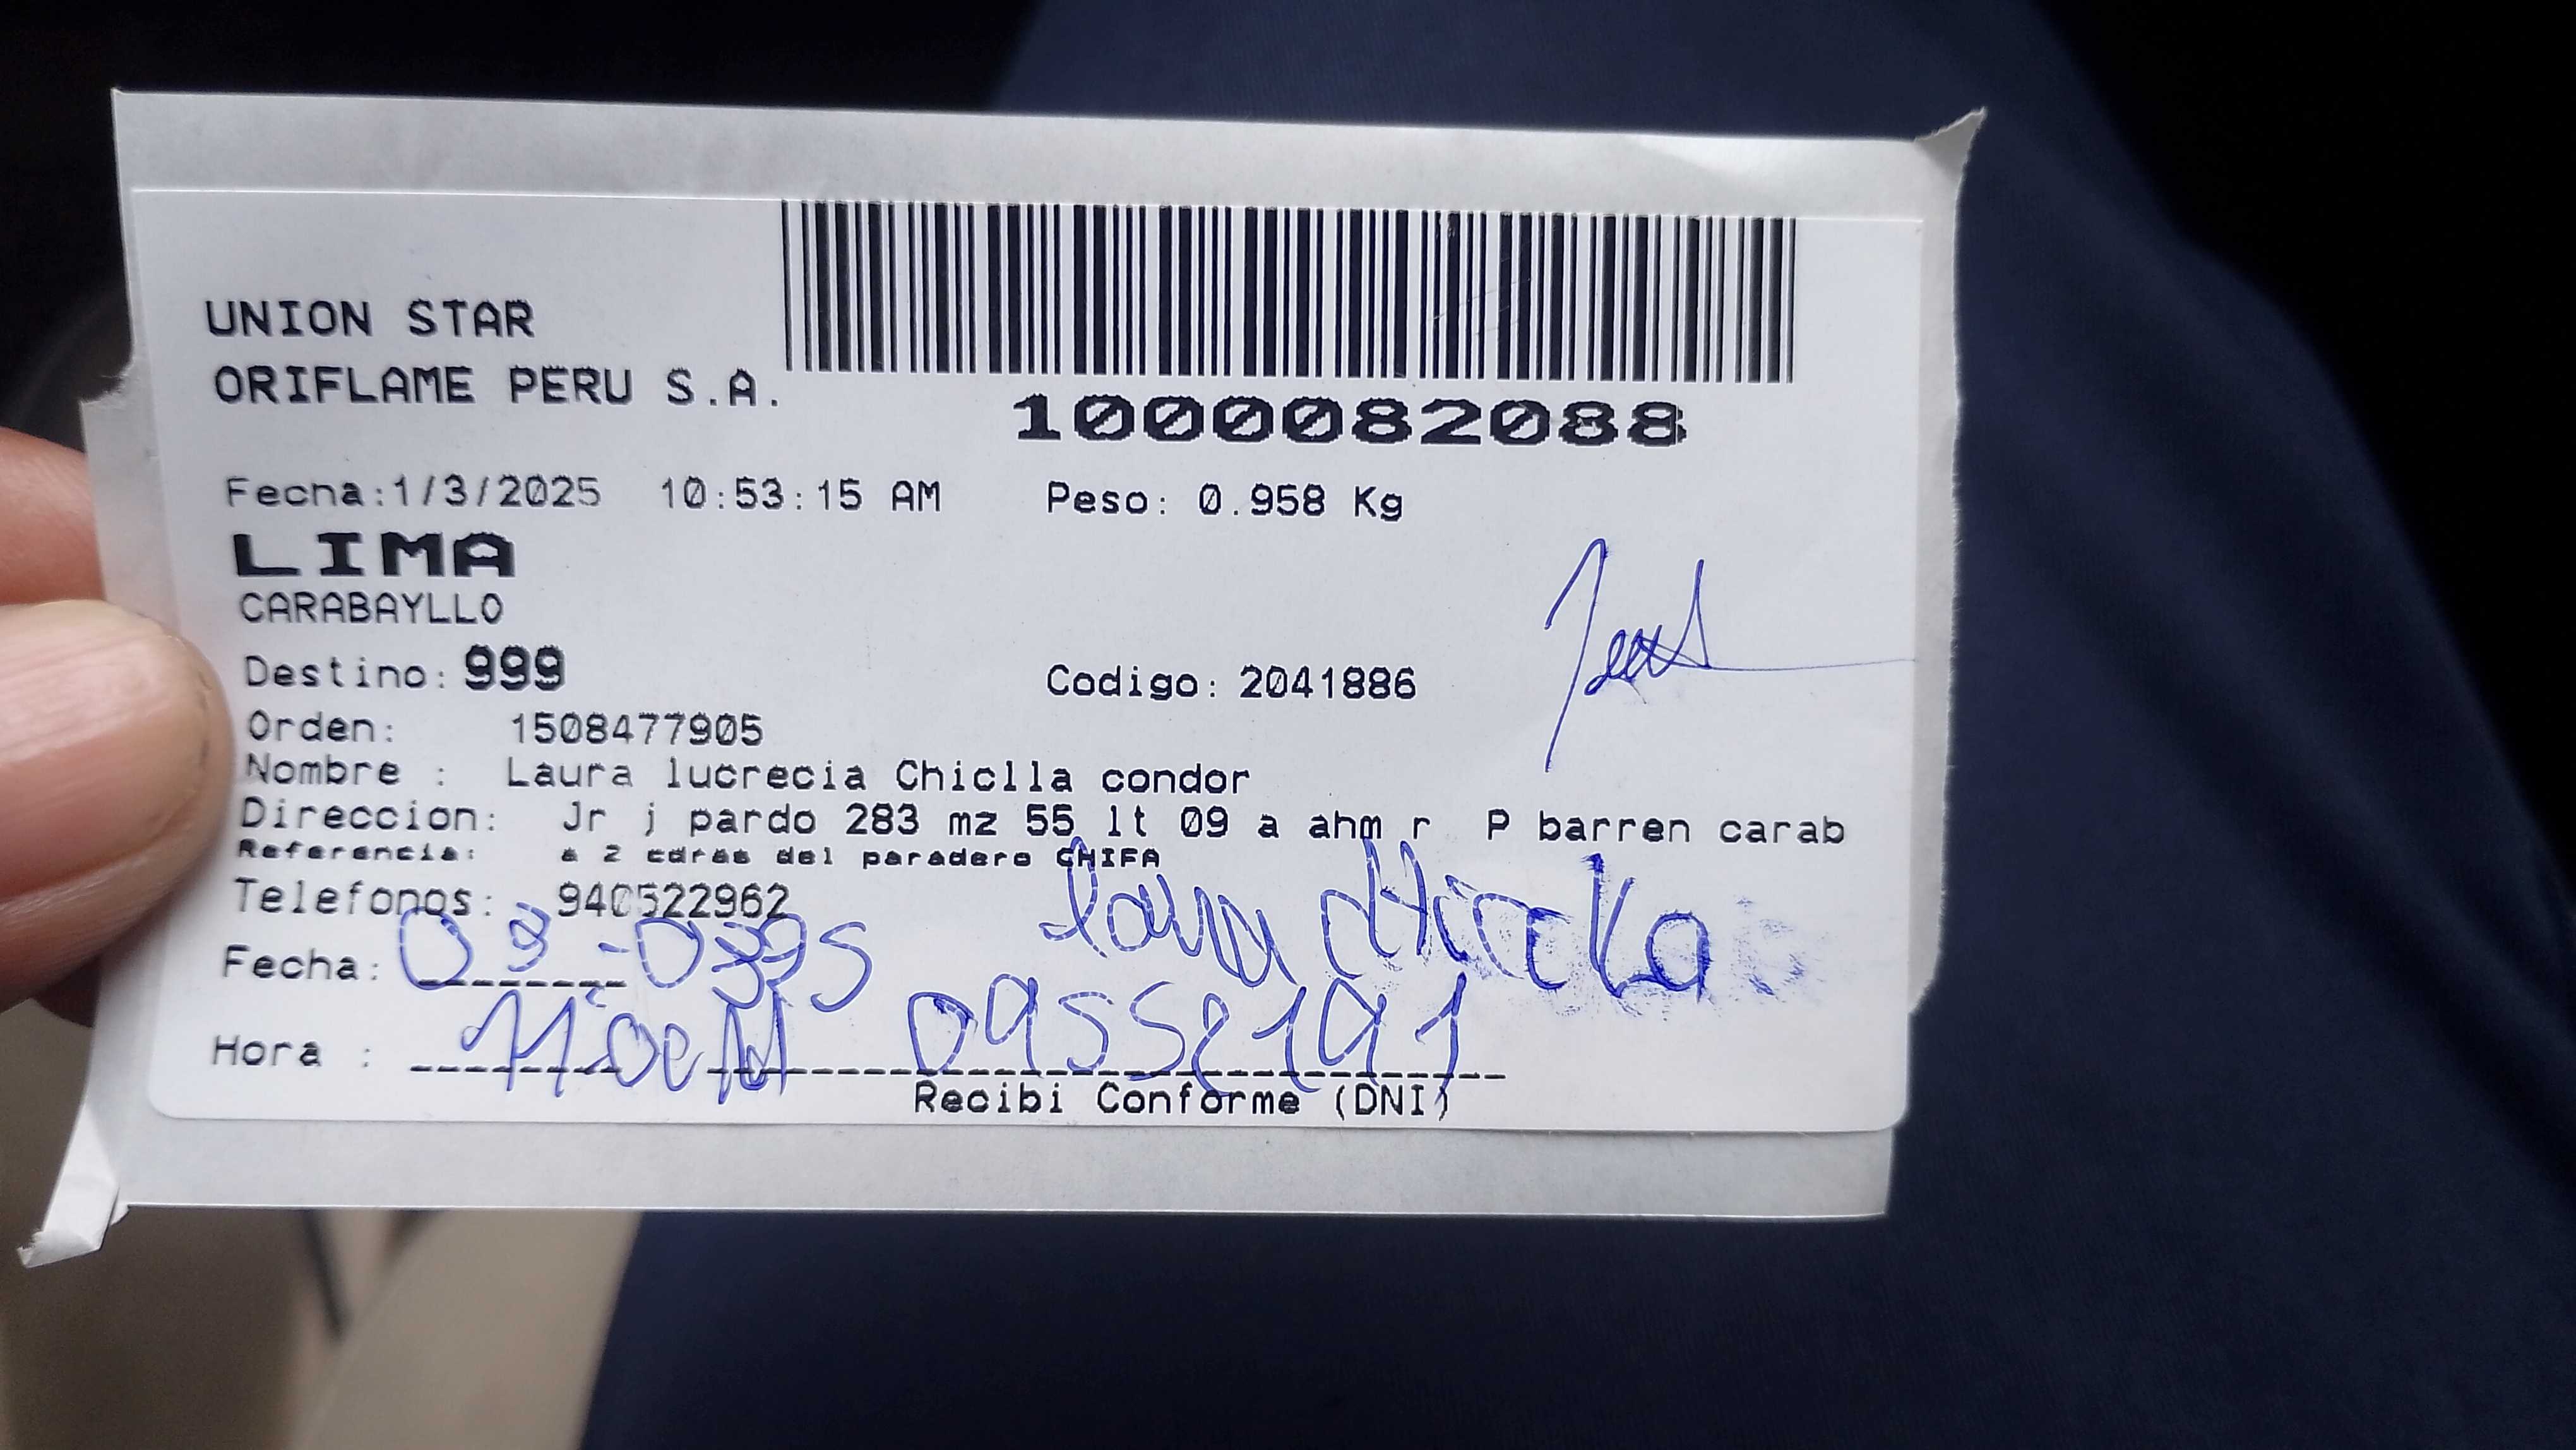 UNION STAR
ORIFLAME PERU S.A.
1000082088
Fecha:1/3/2025 10:53:15 AM Peso: 0.958 Kg
LIMA
CARABAYLLO
Destino: 999 Codigo: 2041886
Orden: 1508477905
Nombre : Laura lucrecia Chiclla condor
Direccion: Jr j pardo 283 mz 55 lt 09 a ahm r P barren carab
Referencia: a 2 cdras del paradero CHIFA
Telefonos: 940522962
Fecha:
Hora :
09552191
Recibi Conforme (DNI)